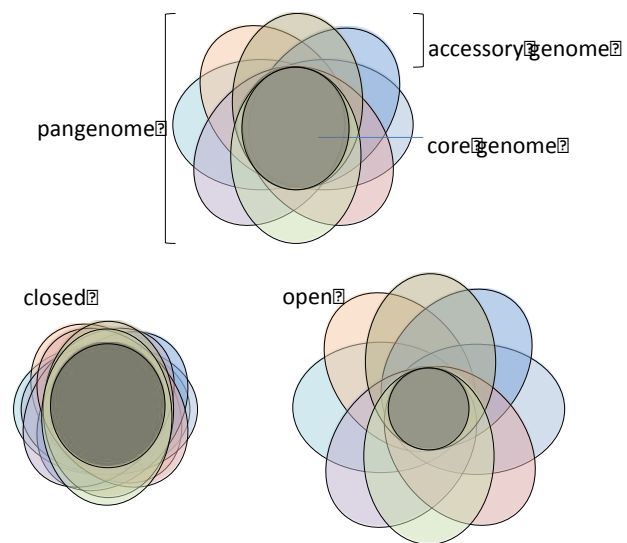 accessory genome
pangenome
core genome
closed
open